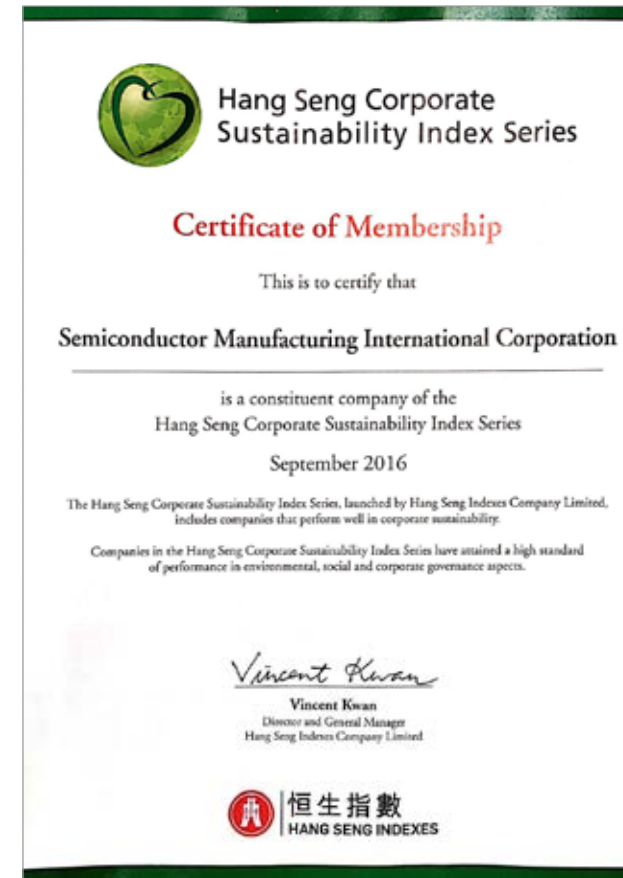 Hang Seng Corporate
Sustainability Index Series
Certificate of Membership
This is to certify that
Semiconductor Manufacturing International Corporation
is a constituent company of the
Hang Seng Corporate Sustainability Index Series
September 2016
The Hang Seng Corporate Sustainability Index Series, launched by Hang Seng Indexes Company Limited,
includes companies that perform well in corporate sustainability.
Companies in the Hang Seng Corporate Sustainability Index Series have attained a high standard
of performance in environmental, social and corporate governance aspects.
Vincent Kwan
Vincent Kwan
Director and General Manager
Hang Seng Indexes Company Limited
恒生指數
HANG SENG INDEXES